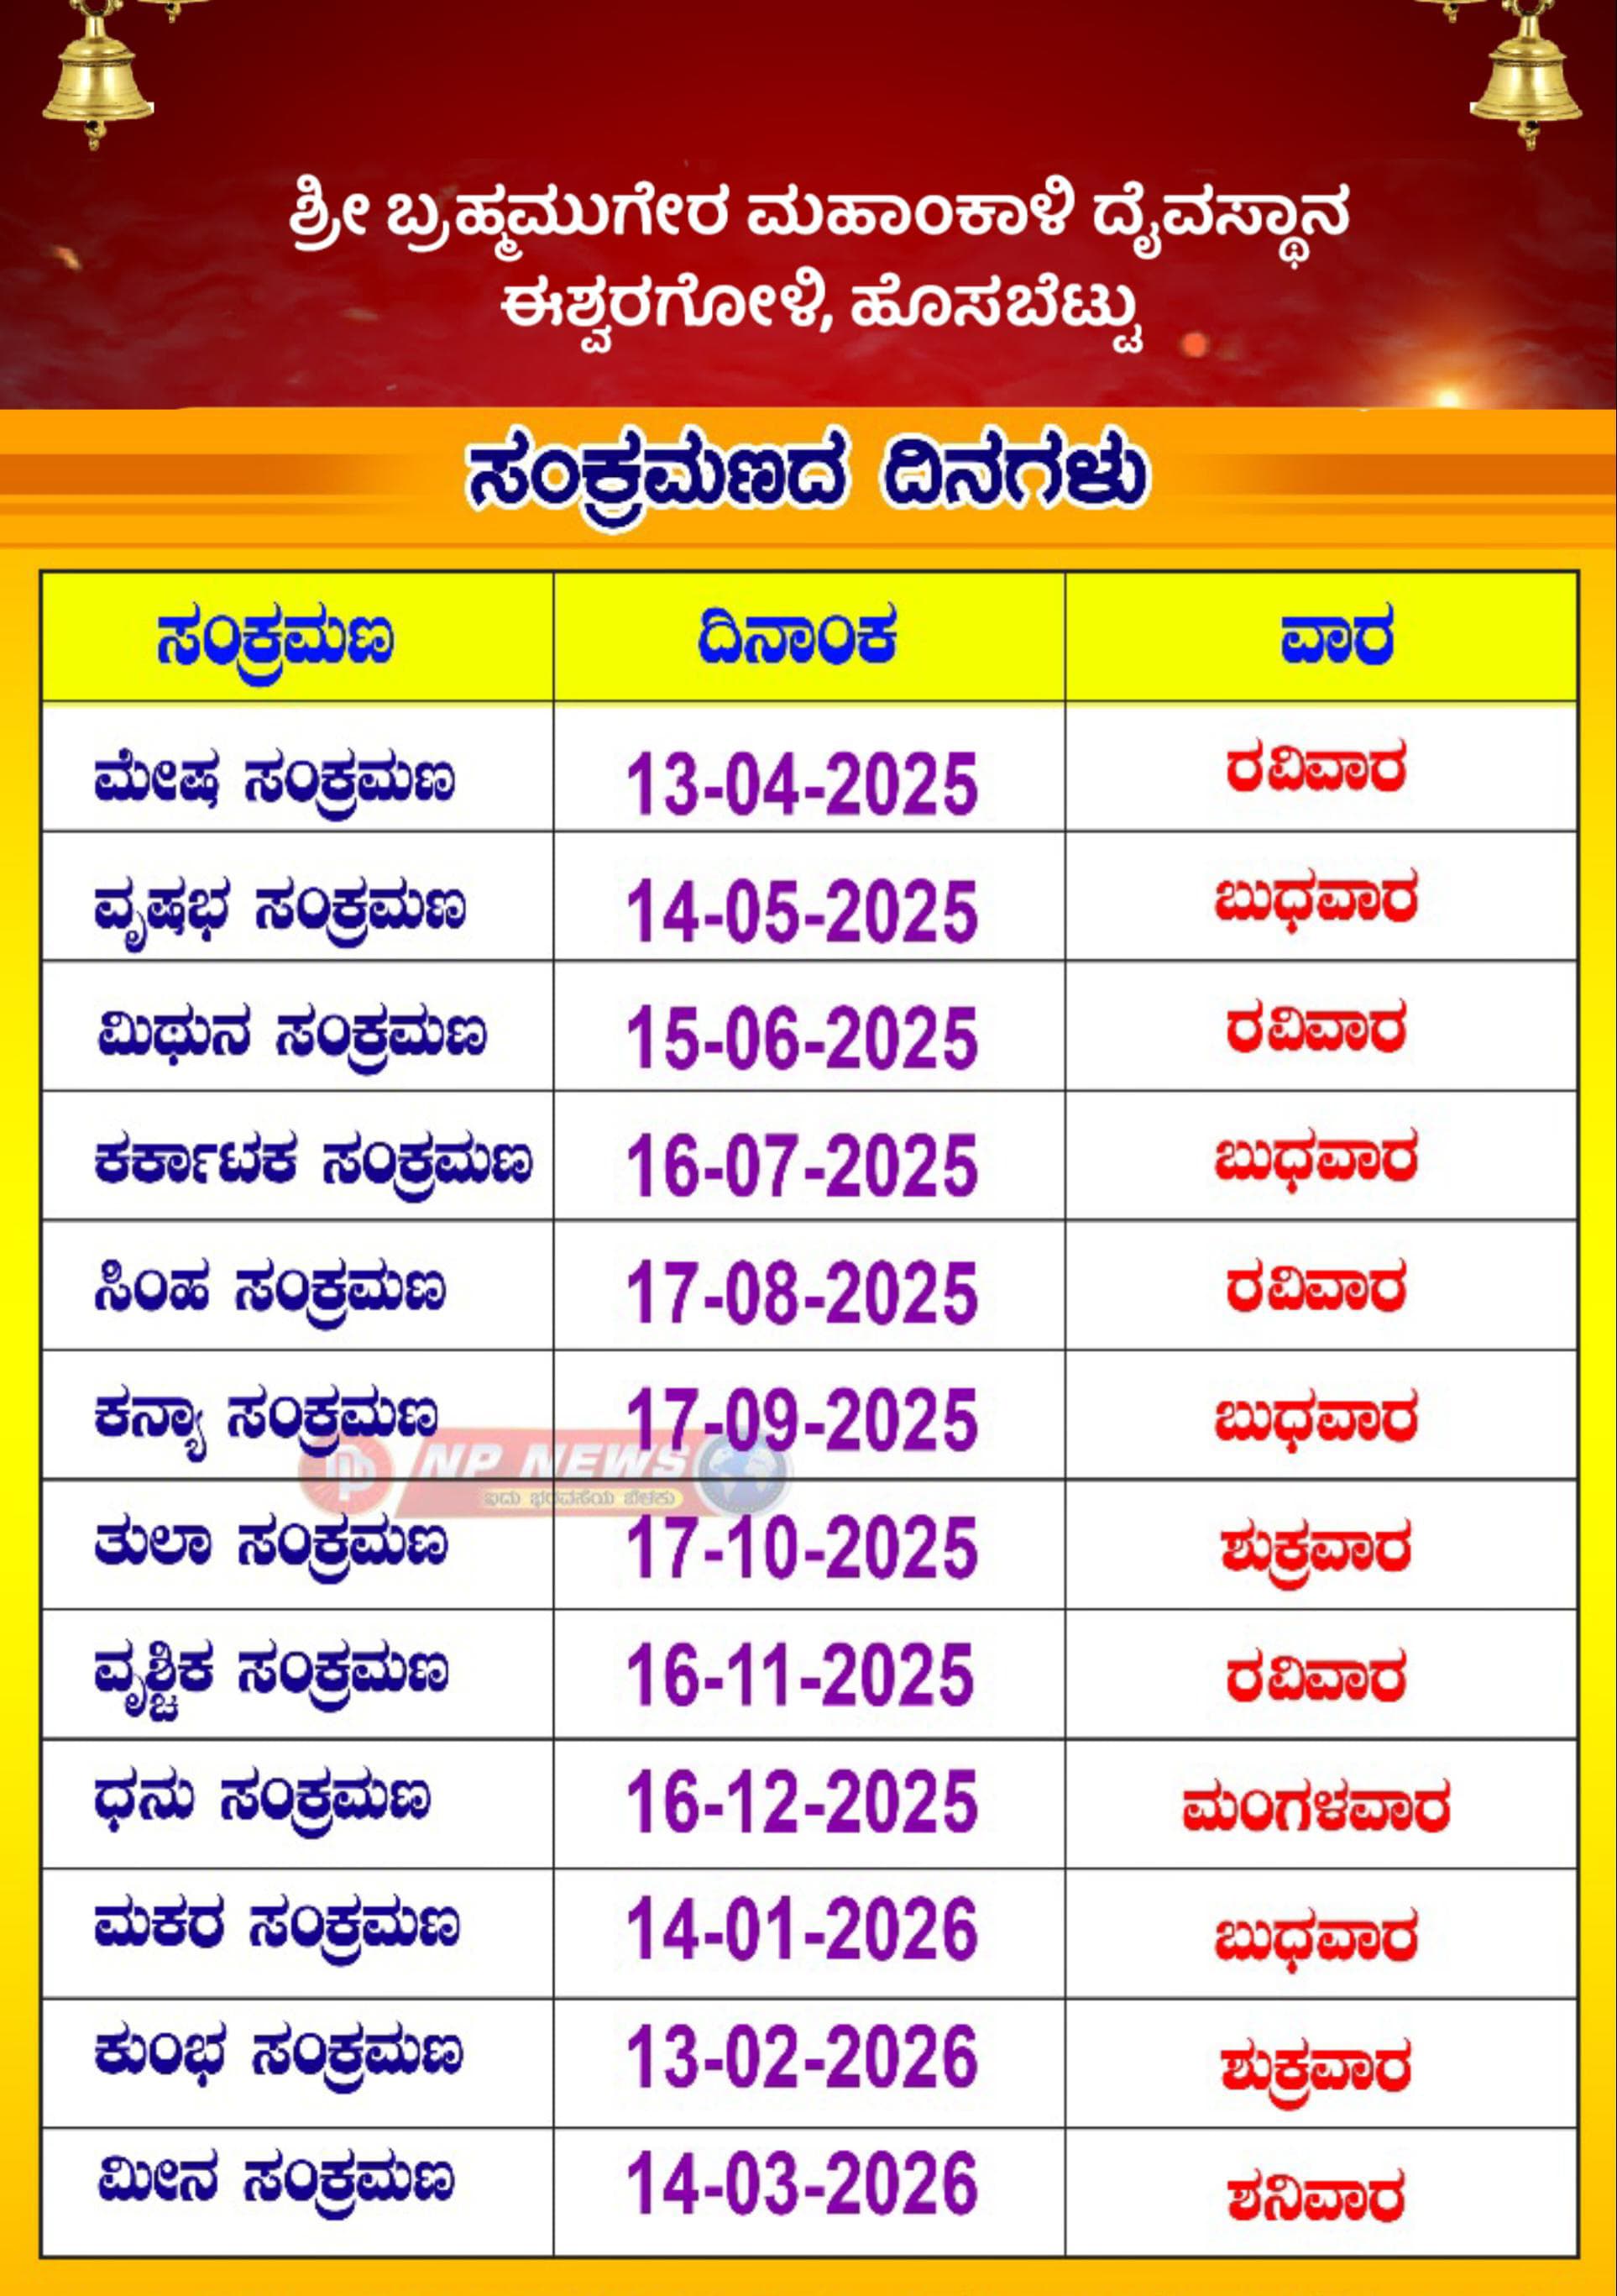 ಶ್ರೀ ಬ್ರಹ್ಮಮುಗೇರ ಮಹಾಂಕಾಳಿ ದೈವಸ್ಥಾನ
ಈಶ್ವರಗೋಳಿ, ಹೊಸಬೆಟ್ಟು
ಸಂಕ್ರಮಣದ ದಿನಗಳು
ಸಂಕ್ರಮಣ ದಿನಾಂಕ ವಾರ
ಮೇಷ ಸಂಕ್ರಮಣ 13-04-2025 ರವಿವಾರ
ವೃಷಭ ಸಂಕ್ರಮಣ 14-05-2025 ಬುಧವಾರ
ಮಿಥುನ ಸಂಕ್ರಮಣ 15-06-2025 ರವಿವಾರ
ಕರ್ಕಾಟಕ ಸಂಕ್ರಮಣ 16-07-2025 ಬುಧವಾರ
ಸಿಂಹ ಸಂಕ್ರಮಣ 17-08-2025 ರವಿವಾರ
ಕನ್ಯಾ ಸಂಕ್ರಮಣ 17-09-2025 ಬುಧವಾರ
NP NEWS
ಇದು ಭರವಸೆಯ ಬೆಳಕು
ತುಲಾ ಸಂಕ್ರಮಣ 17-10-2025 ಶುಕ್ರವಾರ
ವೃಶ್ಚಿಕ ಸಂಕ್ರಮಣ 16-11-2025 ರವಿವಾರ
ಧನು ಸಂಕ್ರಮಣ 16-12-2025 ಮಂಗಳವಾರ
ಮಕರ ಸಂಕ್ರಮಣ 14-01-2026 ಬುಧವಾರ
ಕುಂಭ ಸಂಕ್ರಮಣ 13-02-2026 ಶುಕ್ರವಾರ
ಮೀನ ಸಂಕ್ರಮಣ 14-03-2026 ಶನಿವಾರ